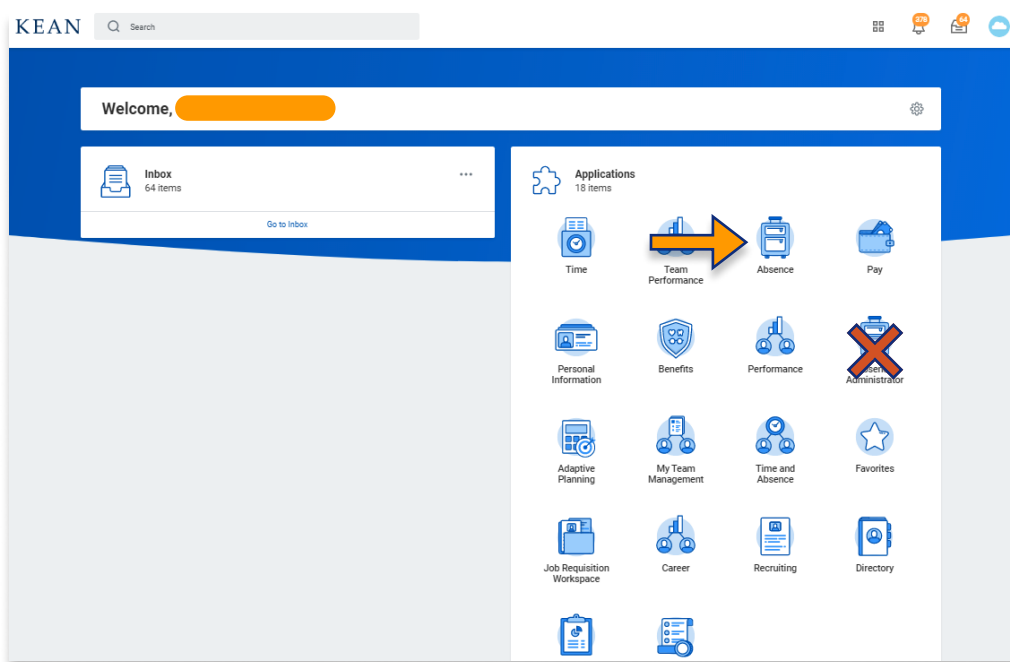 KEAN
Search
378
64
Welcome,
Inbox
64 items
Go to Inbox
Applications
18 items
Time
Team
Performance
Absence
Pay
Personal
Information
Benefits
Performance
Administrator
Adaptive
Planning
My Team
Management
Time and
Absence
Favorites
Job Requisition
Workspace
Career
Recruiting
Directory